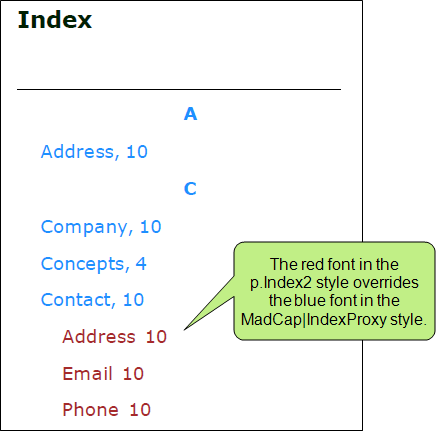 Index
A
Address, 10
C
Company, 10
Concepts, 4
Contact, 10
Address 10
Email 10
Phone 10
The red font in the
p.Index2 style overrides
the blue font in the
MadCap|IndexProxy style.